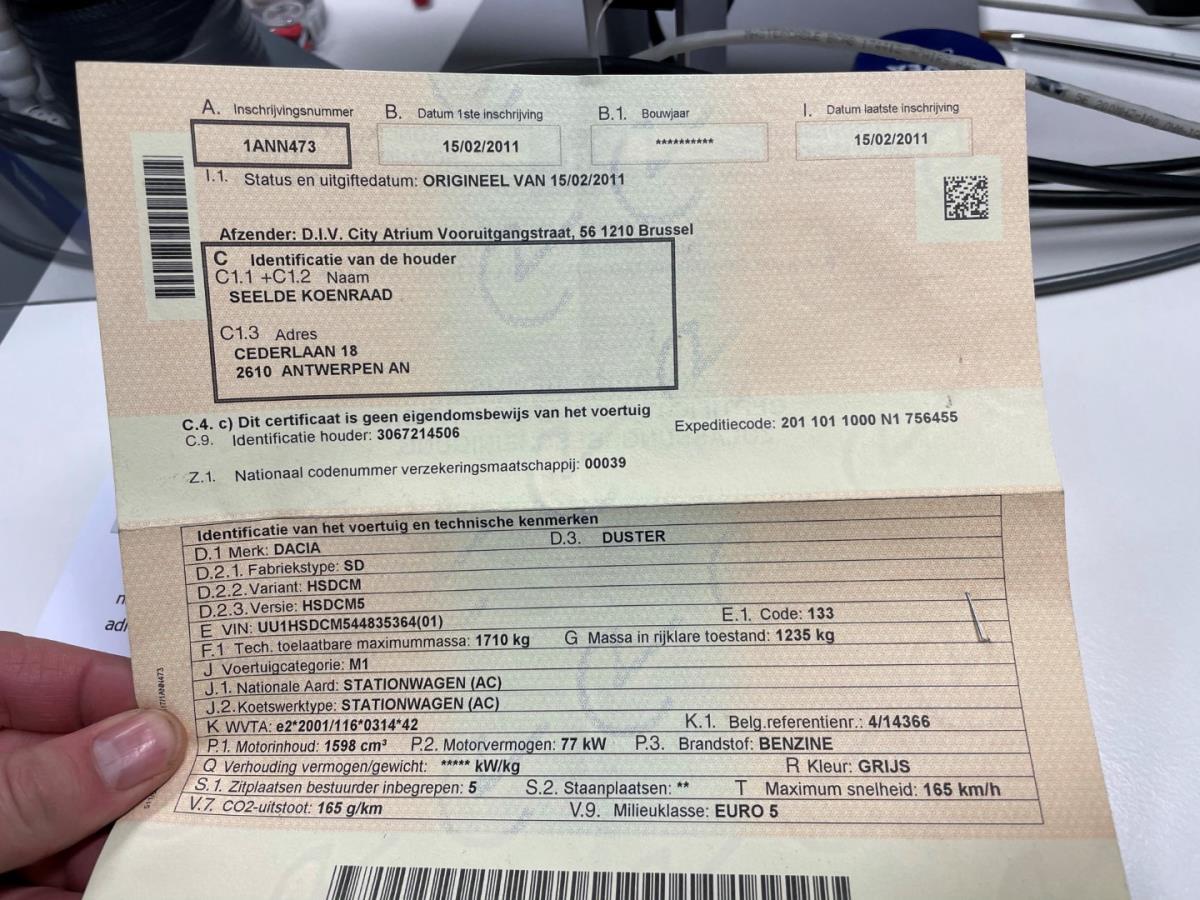 A. Inschrijvingsnummer B. Datum 1ste inschrijving B.1. Bouwjaar I. Datum laatste inschrijving
1ANN473 15/02/2011 ********** 15/02/2011
I.1. Status en uitgiftedatum: ORIGINEEL VAN 15/02/2011
Afzender: D.I.V. City Atrium Vooruitgangstraat, 56 1210 Brussel
C Identificatie van de houder
C1.1 +C1.2 Naam
SEELDE KOENRAAD
C1.3 Adres
CEDERLAAN 18
2610 ANTWERPEN AN
C.4. c) Dit certificaat is geen eigendomsbewijs van het voertuig
C.9. Identificatie houder: 3067214506 Expeditiecode: 201 101 1000 N1 756455
Z.1. Nationaal codenummer verzekeringsmaatschappij: 00039
Identificatie van het voertuig en technische kenmerken
D.1 Merk: DACIA D.3. DUSTER
D.2.1. Fabriekstype: SD
D.2.2. Variant: HSDCM
D.2.3. Versie: HSDCM5
E VIN: UU1HSDCM544835364(01) E.1. Code: 133
F.1 Tech. toelaatbare maximummassa: 1710 kg G Massa in rijklare toestand: 1235 kg
J Voertuigcategorie: M1
J.1. Nationale Aard: STATIONWAGEN (AC)
J.2. Koetswerktype: STATIONWAGEN (AC)
K WVTA: e2*2001/116*0314*42 K.1. Belg.referentienr.: 4/14366
P.1. Motorinhoud: 1598 cm³ P.2. Motorvermogen: 77 kW P.3. Brandstof: BENZINE
Q Verhouding vermogen/gewicht: ***** kW/kg R Kleur: GRIJS
S.1. Zitplaatsen bestuurder inbegrepen: 5 S.2. Staanplaatsen: ** T Maximum snelheid: 165 km/h
V.7. CO2-uitstoot: 165 g/km V.9. Milieuklasse: EURO 5